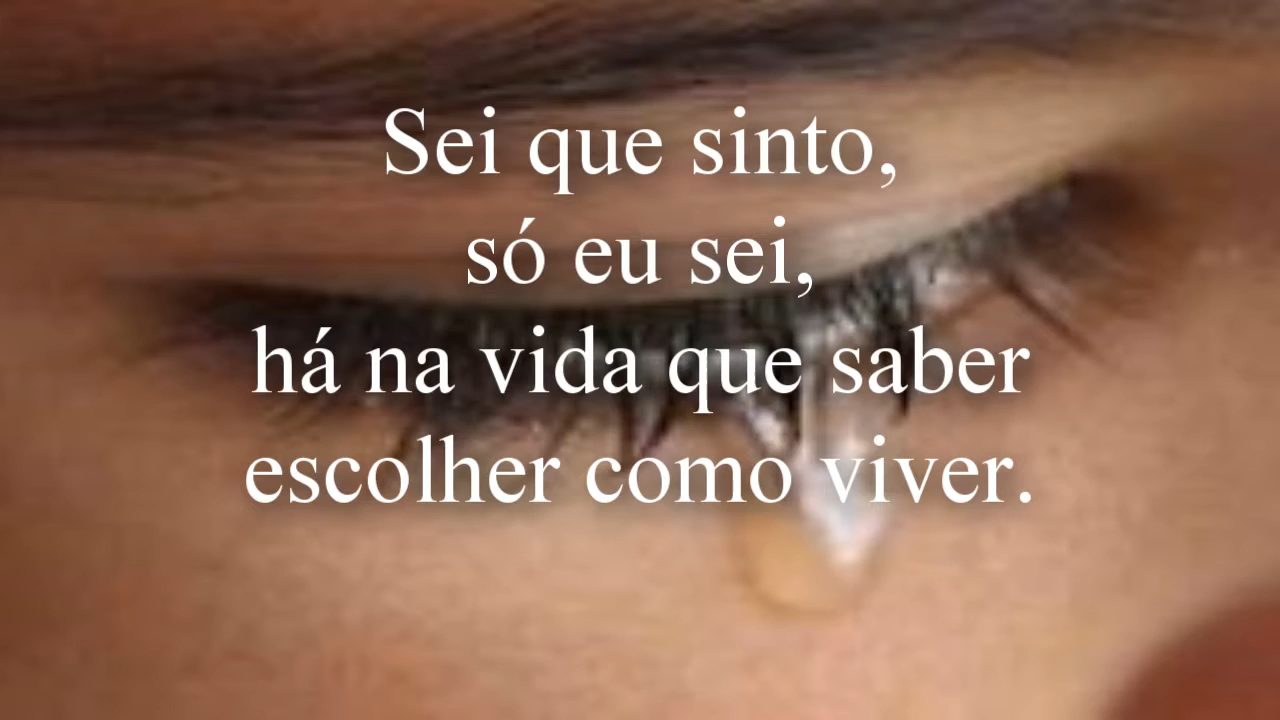 Sei que sinto,
só eu sei,
há na vida que saber
escolher como viver.